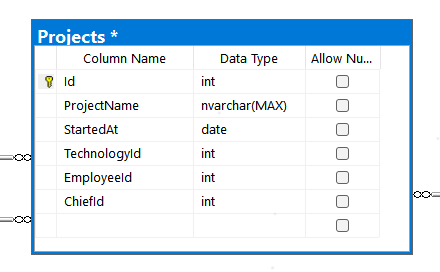 Projects *
Column Name Data Type Allow Nu...
Id int
ProjectName nvarchar(MAX)
StartedAt date
TechnologyId int
EmployeeId int
ChiefId int